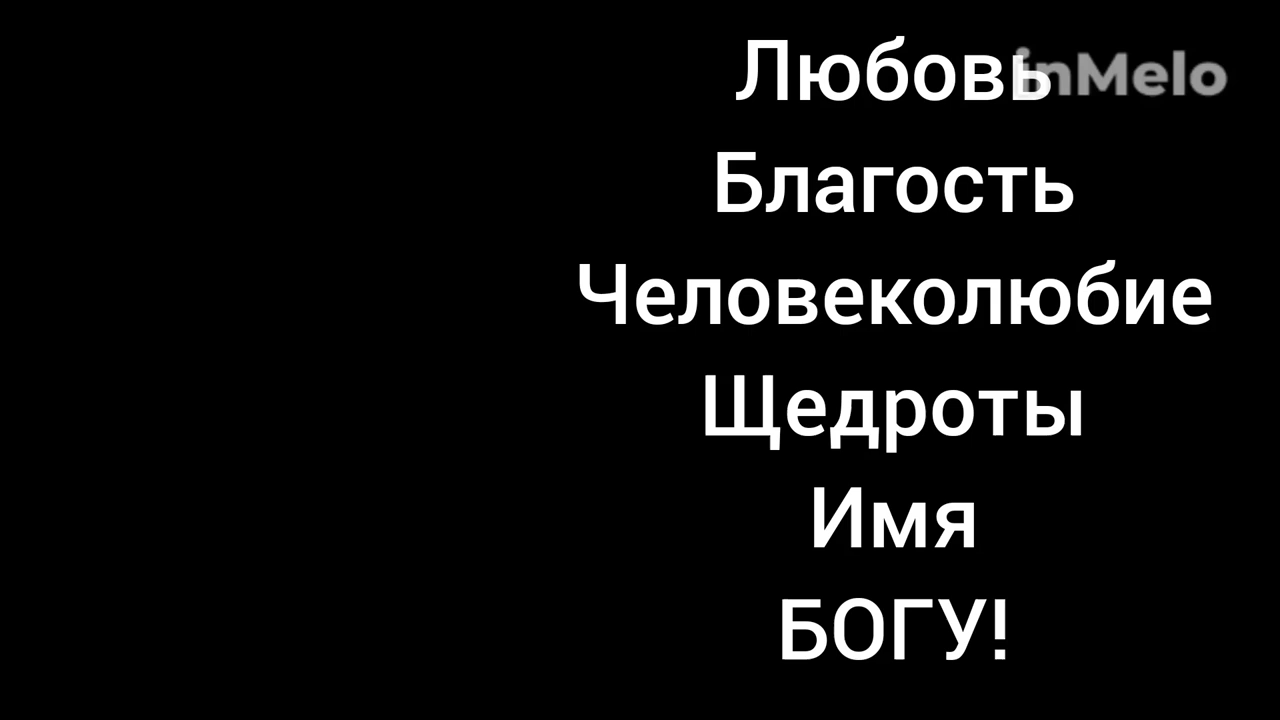 Любовь
inMelo
Благость
Человеколюбие
Щедроты
Имя
БОГУ!